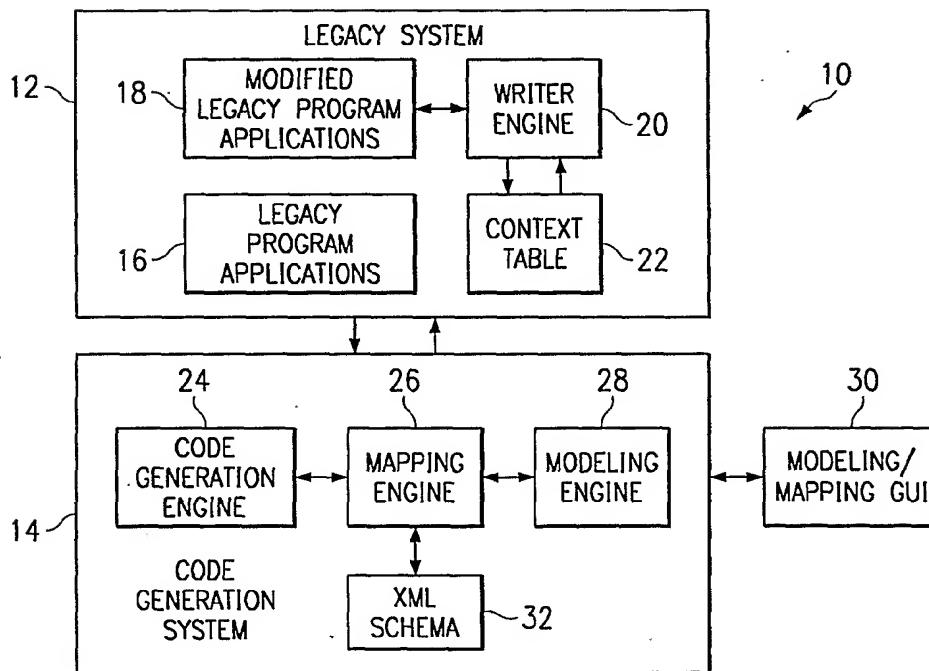 LEGACY SYSTEM
12
18
MODIFIED
LEGACY PROGRAM
APPLICATIONS
WRITER
ENGINE
20
10
16
LEGACY
PROGRAM
APPLICATIONS
CONTEXT
TABLE
22
24
26
28
30
CODE
GENERATION
ENGINE
MAPPING
ENGINE
MODELING
ENGINE
MODELING/
MAPPING GUI
14
CODE
GENERATION
SYSTEM
XML
SCHEMA
32